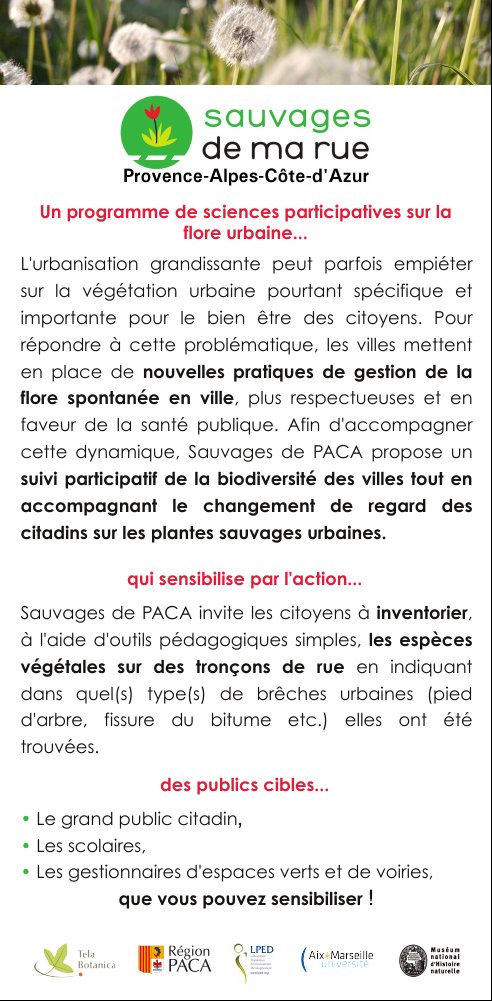 sauvages
de ma rue
Provence-Alpes-Côte-d'Azur
Un programme de sciences participatives sur la
flore urbaine...
L'urbanisation grandissante peut parfois empiéter
sur la végétation urbaine pourtant spécifique et
importante pour le bien être des citoyens. Pour
répondre à cette problématique, les villes mettent
en place de nouvelles pratiques de gestion de la
flore spontanée en ville, plus respectueuses et en
faveur de la santé publique. Afin d'accompagner
cette dynamique, Sauvages de PACA propose un
suivi participatif de la biodiversité des villes tout en
accompagnant le changement de regard des
citadins sur les plantes sauvages urbaines.
qui sensibilise par l'action...
Sauvages de PACA invite les citoyens à inventorier,
à l'aide d'outils pédagogiques simples, les espèces
végétales sur des tronçons de rue en indiquant
dans quel(s) type(s) de brêches urbaines (pied
d'arbre, fissure du bitume etc.) elles ont été
trouvées.
des publics cibles...
• Le grand public citadin,
• Les scolaires,
• Les gestionnaires d'espaces verts et de voiries,
que vous pouvez sensibiliser !
Tela
Botanica
Région
PACA
LPED
Aix*Marseille
université
Muséum
national
d'Histoire
naturelle